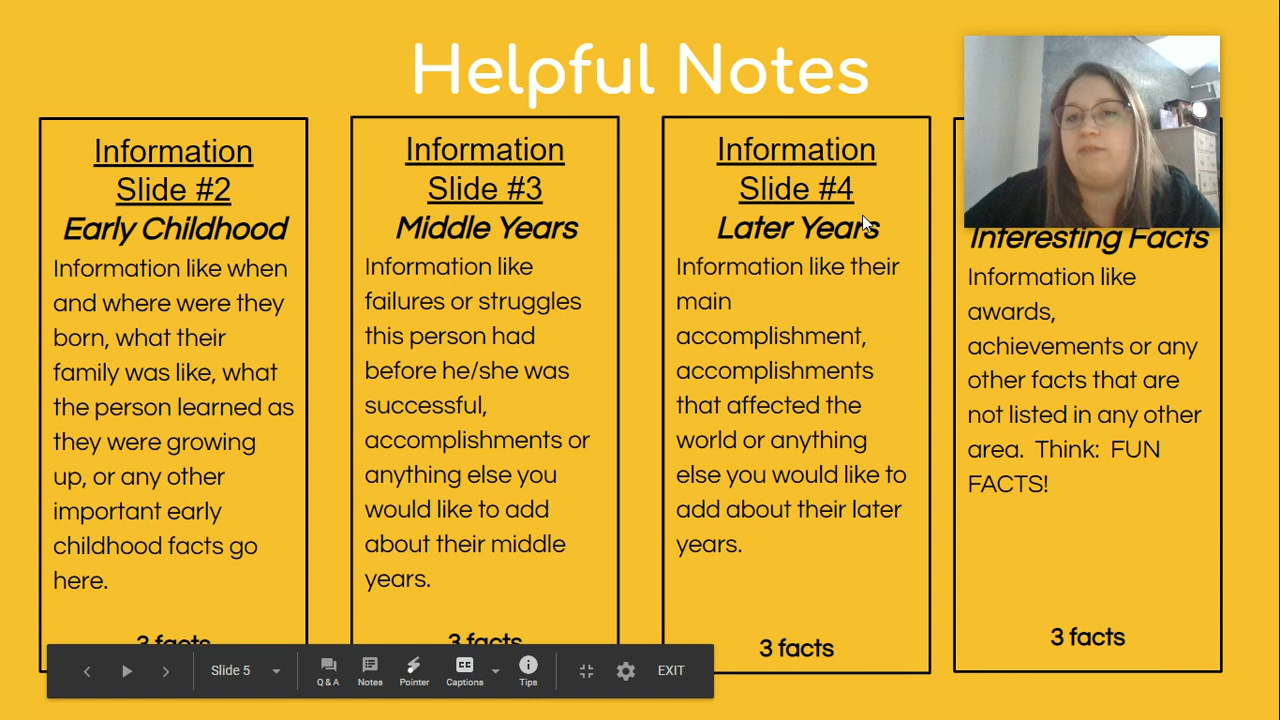 Helpful Notes
Information
Slide #2
Early Childhood
Information like when
and where were they
born, what their
family was like, what
the person learned as
they were growing
up, or any other
important early
childhood facts go
here.
3 facts
Information
Slide #3
Middle Years
Information like
failures or struggles
this person had
before he/she was
successful,
accomplishments or
anything else you
would like to add
about their middle
years.
3 facts
Information
Slide #4
Later Years
Information like their
main
accomplishment,
accomplishments
that affected the
world or anything
else you would like to
add about their later
years.
3 facts
Interesting Facts
Information like
awards,
achievements or any
other facts that are
not listed in any other
area.  Think:  FUN
FACTS!
3 facts
Slide 5
Q & A
Notes
Pointer
CC
Captions
Tips
EXIT